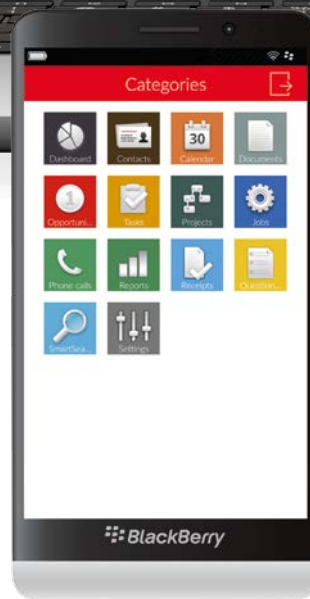 Categories
Dashboard Contacts Calendar Documents
30
1
Opportuni... Tasks Projects Jobs
Phone calls Reports Receipts Question...
SmartSea... Settings
BlackBerry